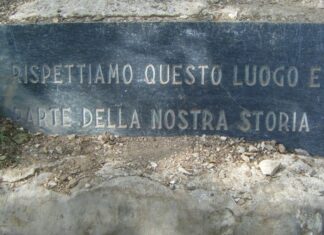 RISPETTIAMO QUESTO LUOGO E
PARTE DELLA NOSTRA STORIA